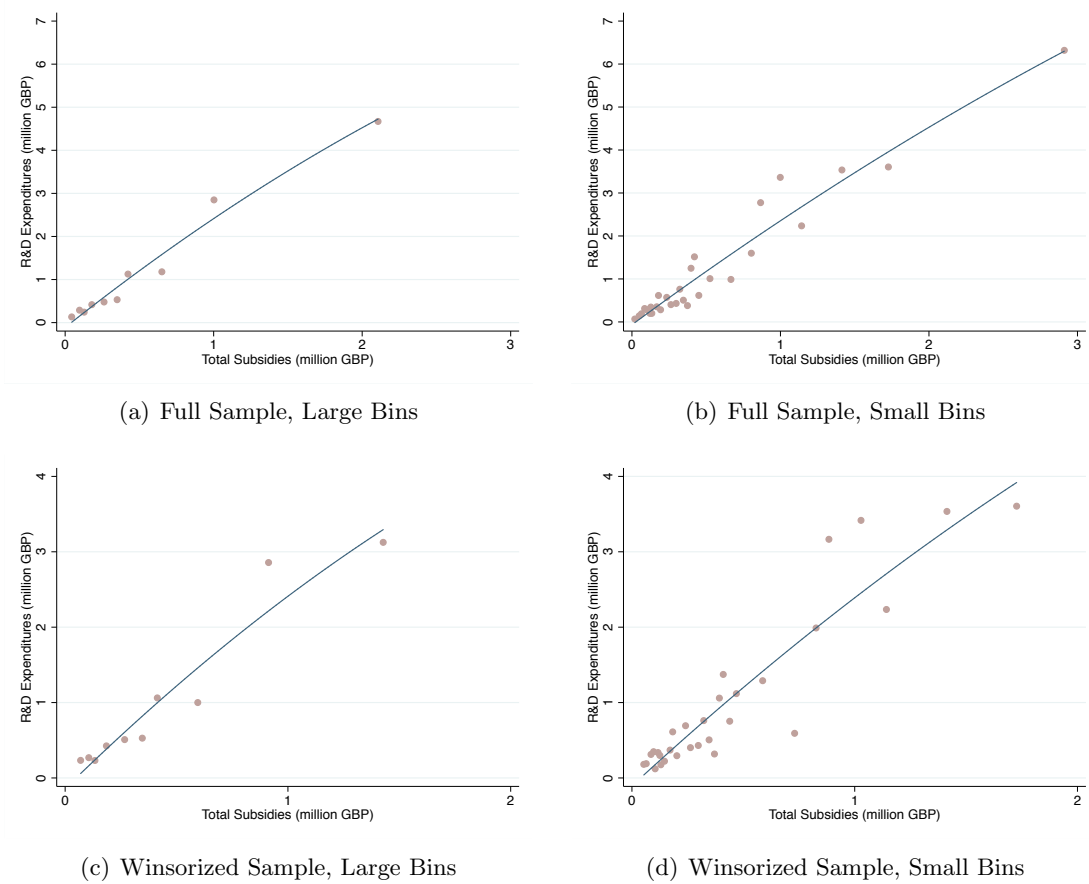 7
6
5
4
3
2
1
0
R&D Expenditures (million GBP)
0 1 2 3
Total Subsidies (million GBP)
(a) Full Sample, Large Bins
7
6
5
4
3
2
1
0
R&D Expenditures (million GBP)
0 1 2 3
Total Subsidies (million GBP)
(b) Full Sample, Small Bins
4
3
2
1
0
R&D Expenditures (million GBP)
0 1 2
Total Subsidies (million GBP)
(c) Winsorized Sample, Large Bins
4
3
2
1
0
R&D Expenditures (million GBP)
0 1 2
Total Subsidies (million GBP)
(d) Winsorized Sample, Small Bins